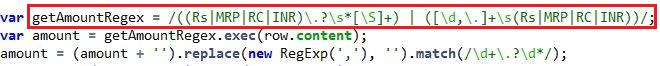 var getAmountRegex = /((Rs|MRP|RC|INR)\.?\s*[\S]+) | ([\d,\.]+\s(Rs|MRP|RC|INR))/;
var amount = getAmountRegex.exec(row.content);
amount = (amount + '').replace(new RegExp(',', ''), '').match(/\d+\.?\d*/);